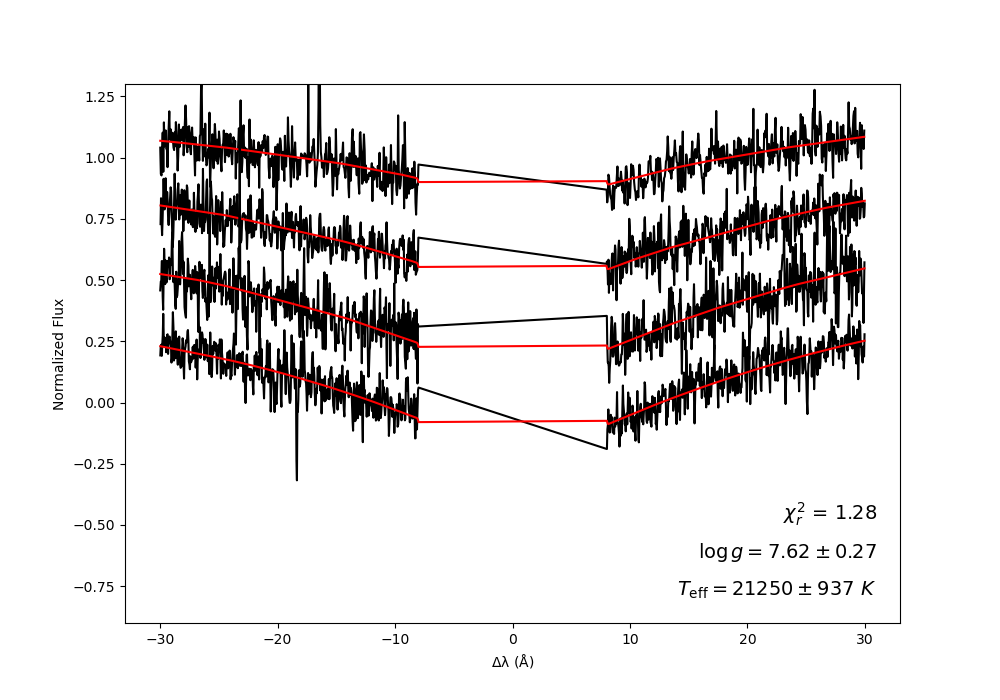 1.25
1.00
0.75
0.50
0.25
0.00
−0.25
−0.50
−0.75
Normalized Flux
χ²ᵣ = 1.28
log g = 7.62 ± 0.27
T_eff = 21250 ± 937 K
−30 −20 −10 0 10 20 30
Δλ (Å)